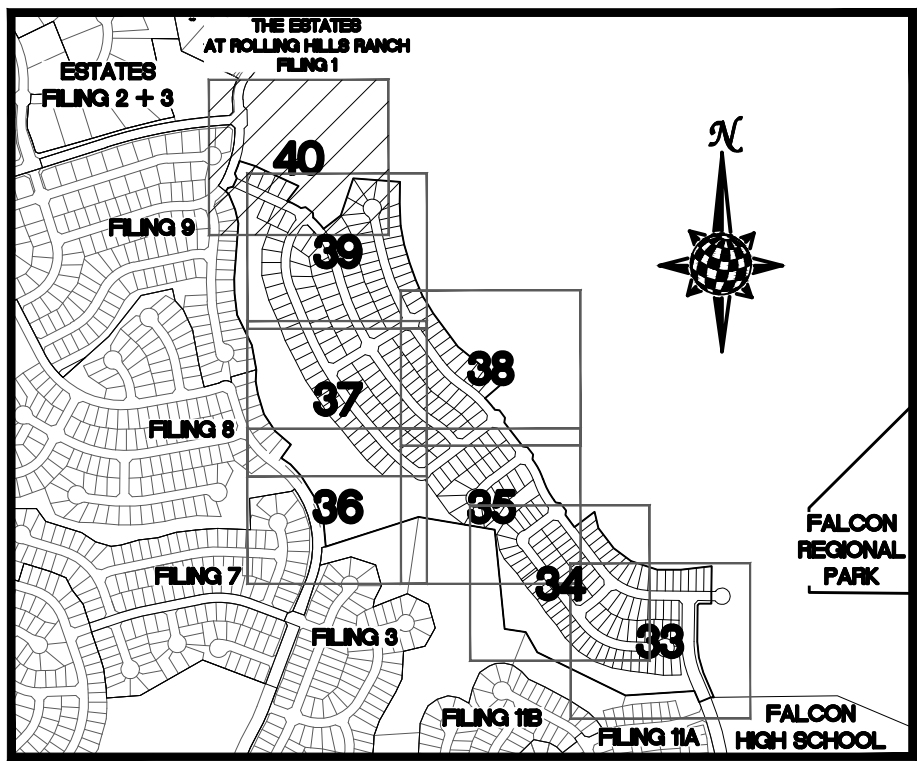 THE ESTATES
AT ROLLING HILLS RANCH
FILING 1
ESTATES
FILING 2 + 3
N
40
FILING 9
39
38
37
FILING 8
36
35
FALCON
REGIONAL
PARK
FILING 7
34
FILING 3
33
FILING 11B
FILING 11A
FALCON
HIGH SCHOOL